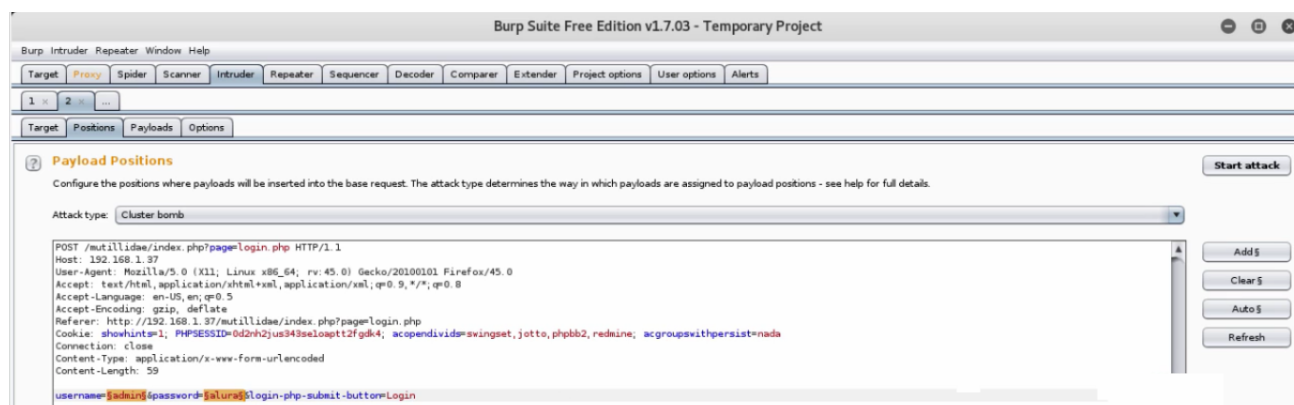 Burp Suite Free Edition v1.7.03 - Temporary Project
Burp Intruder Repeater Window Help
Target Proxy Spider Scanner Intruder Repeater Sequencer Decoder Comparer Extender Project options User options Alerts
1 × 2 × ...
Target Positions Payloads Options
? Payload Positions
Start attack
Configure the positions where payloads will be inserted into the base request. The attack type determines the way in which payloads are assigned to payload positions - see help for full details.
Attack type: Cluster bomb
POST /mutillidae/index.php?page=login.php HTTP/1.1
Host: 192.168.1.37
User-Agent: Mozilla/5.0 (X11; Linux x86_64; rv:45.0) Gecko/20100101 Firefox/45.0
Accept: text/html,application/xhtml+xml,application/xml;q=0.9,*/*;q=0.8
Accept-Language: en-US,en;q=0.5
Accept-Encoding: gzip, deflate
Referer: http://192.168.1.37/mutillidae/index.php?page=login.php
Cookie: showhints=1; PHPSESSID=0d2nh2jus343se1oaptt2fgdk4; acopendivids=swingset,jotto,phpbb2,redmine; acgroupswithpersist=nada
Connection: close
Content-Type: application/x-www-form-urlencoded
Content-Length: 59
username=§admin§&password=§alura§&login-php-submit-button=Login
Add §
Clear §
Auto §
Refresh